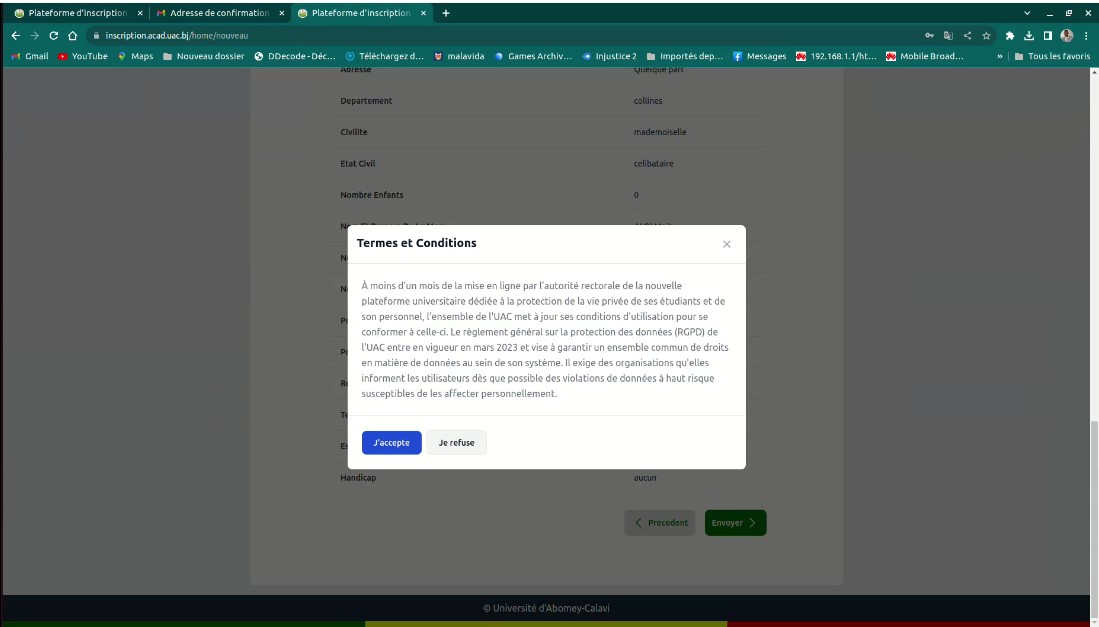 Plateforme d'inscription
Adresse de confirmation
Plateforme d'inscription
inscription.acad.uac.bj/home/nouveau
Gmail YouTube Maps Nouveau dossier DDecode - Déc... Téléchargez d... malavida Games Archiv... Injustice 2 Importés dep... Messages 192.168.1.1/ht... Mobile Broad... » Tous les favoris
Adresse Quelque part
Departement collines
Civilite mademoiselle
Etat Civil celibataire
Nombre Enfants 0
Termes et Conditions
À moins d'un mois de la mise en ligne par l'autorité rectorale de la nouvelle
plateforme universitaire dédiée à la protection de la vie privée de ses étudiants et de
son personnel, l'ensemble de l'UAC met à jour ses conditions d'utilisation pour se
conformer à celle-ci. Le règlement général sur la protection des données (RGPD) de
l'UAC entre en vigueur en mars 2023 et vise à garantir un ensemble commun de droits
en matière de données au sein de son système. Il exige des organisations qu'elles
informent les utilisateurs dès que possible des violations de données à haut risque
susceptibles de les affecter personnellement.
J'accepte Je refuse
Handicap aucun
Precedent Envoyer
© Université d'Abomey-Calavi